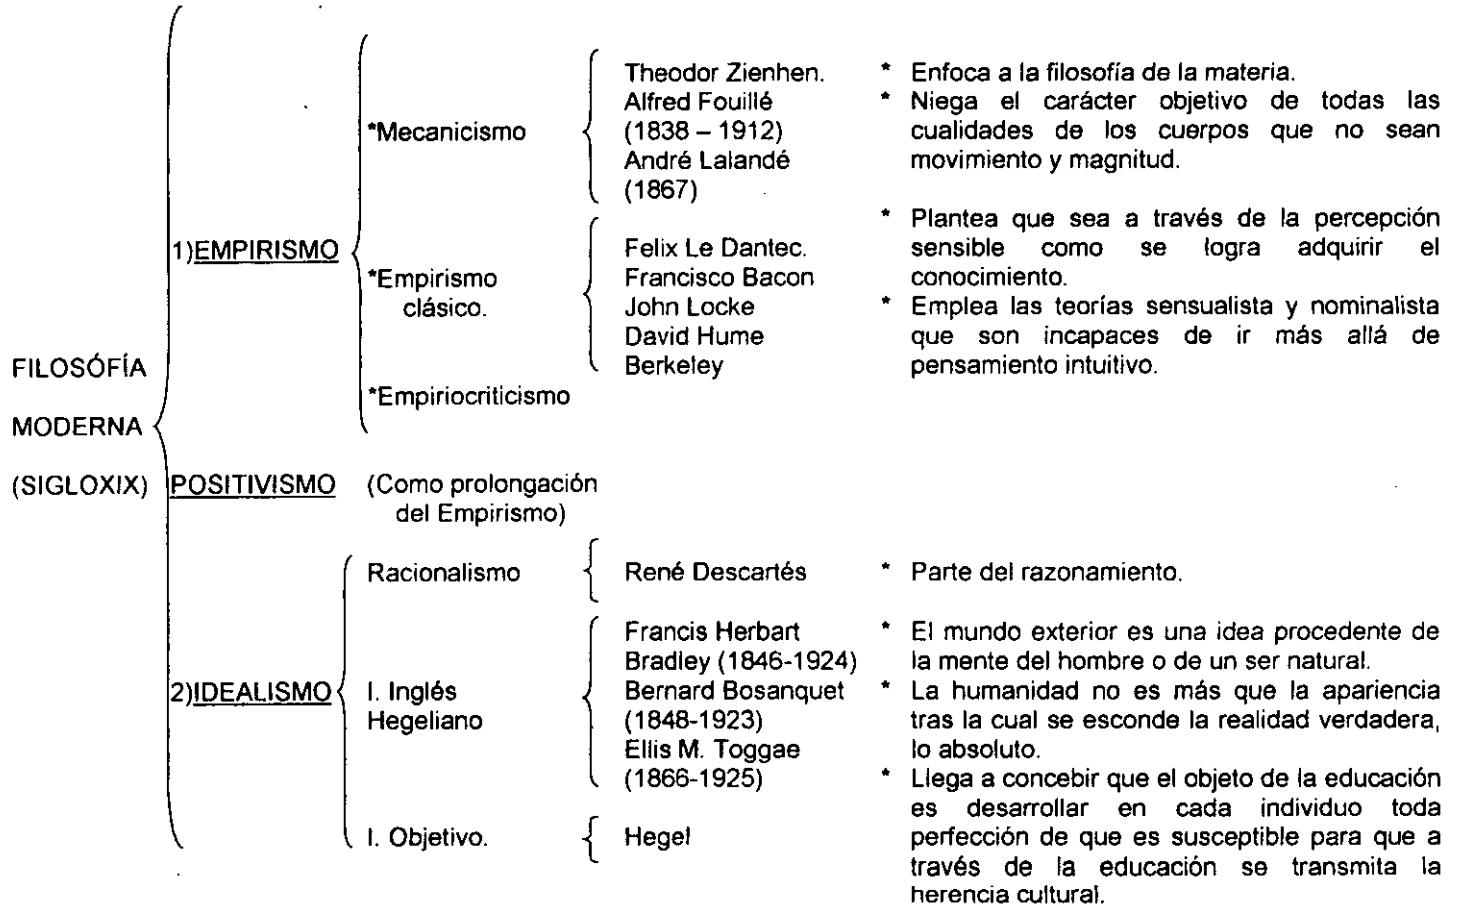 FILOSÓFÍA
MODERNA
(SIGLOXIX)
1)EMPIRISMO
*Mecanicismo
Theodor Zienhen.
Alfred Fouillé
(1838 – 1912)
André Lalandé
(1867)
* Enfoca a la filosofía de la materia.
* Niega el carácter objetivo de todas las
cualidades de los cuerpos que no sean
movimiento y magnitud.
*Empirismo
clásico.
Felix Le Dantec.
Francisco Bacon
John Locke
David Hume
Berkeley
* Plantea que sea a través de la percepción
sensible como se logra adquirir el
conocimiento.
* Emplea las teorías sensualista y nominalista
que son incapaces de ir más allá de
pensamiento intuitivo.
*Empiriocriticismo
POSITIVISMO
(Como prolongación
del Empirismo)
2)IDEALISMO
Racionalismo
René Descartés
* Parte del razonamiento.
I. Inglés
Hegeliano
Francis Herbart
Bradley (1846-1924)
Bernard Bosanquet
(1848-1923)
Ellis M. Toggae
(1866-1925)
* El mundo exterior es una idea procedente de
la mente del hombre o de un ser natural.
* La humanidad no es más que la apariencia
tras la cual se esconde la realidad verdadera,
lo absoluto.
* Llega a concebir que el objeto de la educación
es desarrollar en cada individuo toda
perfección de que es susceptible para que a
través de la educación se transmita la
herencia cultural.
I. Objetivo.
Hegel